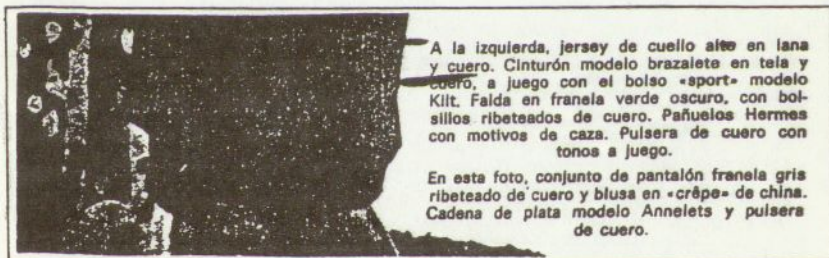 A la izquierda, jersey de cuello alto en lana
y cuero. Cinturón modelo brazalete en tela y
cuero, a juego con el bolso «sport» modelo
Kilt. Falda en franela verde oscuro, con bol-
sillos ribeteados de cuero. Pañuelos Hermes
con motivos de caza. Pulsera de cuero con
tonos a juego.
En esta foto, conjunto de pantalón franela gris
ribeteado de cuero y blusa en «crêpe» de china.
Cadena de plata modelo Annelets y pulsera
de cuero.